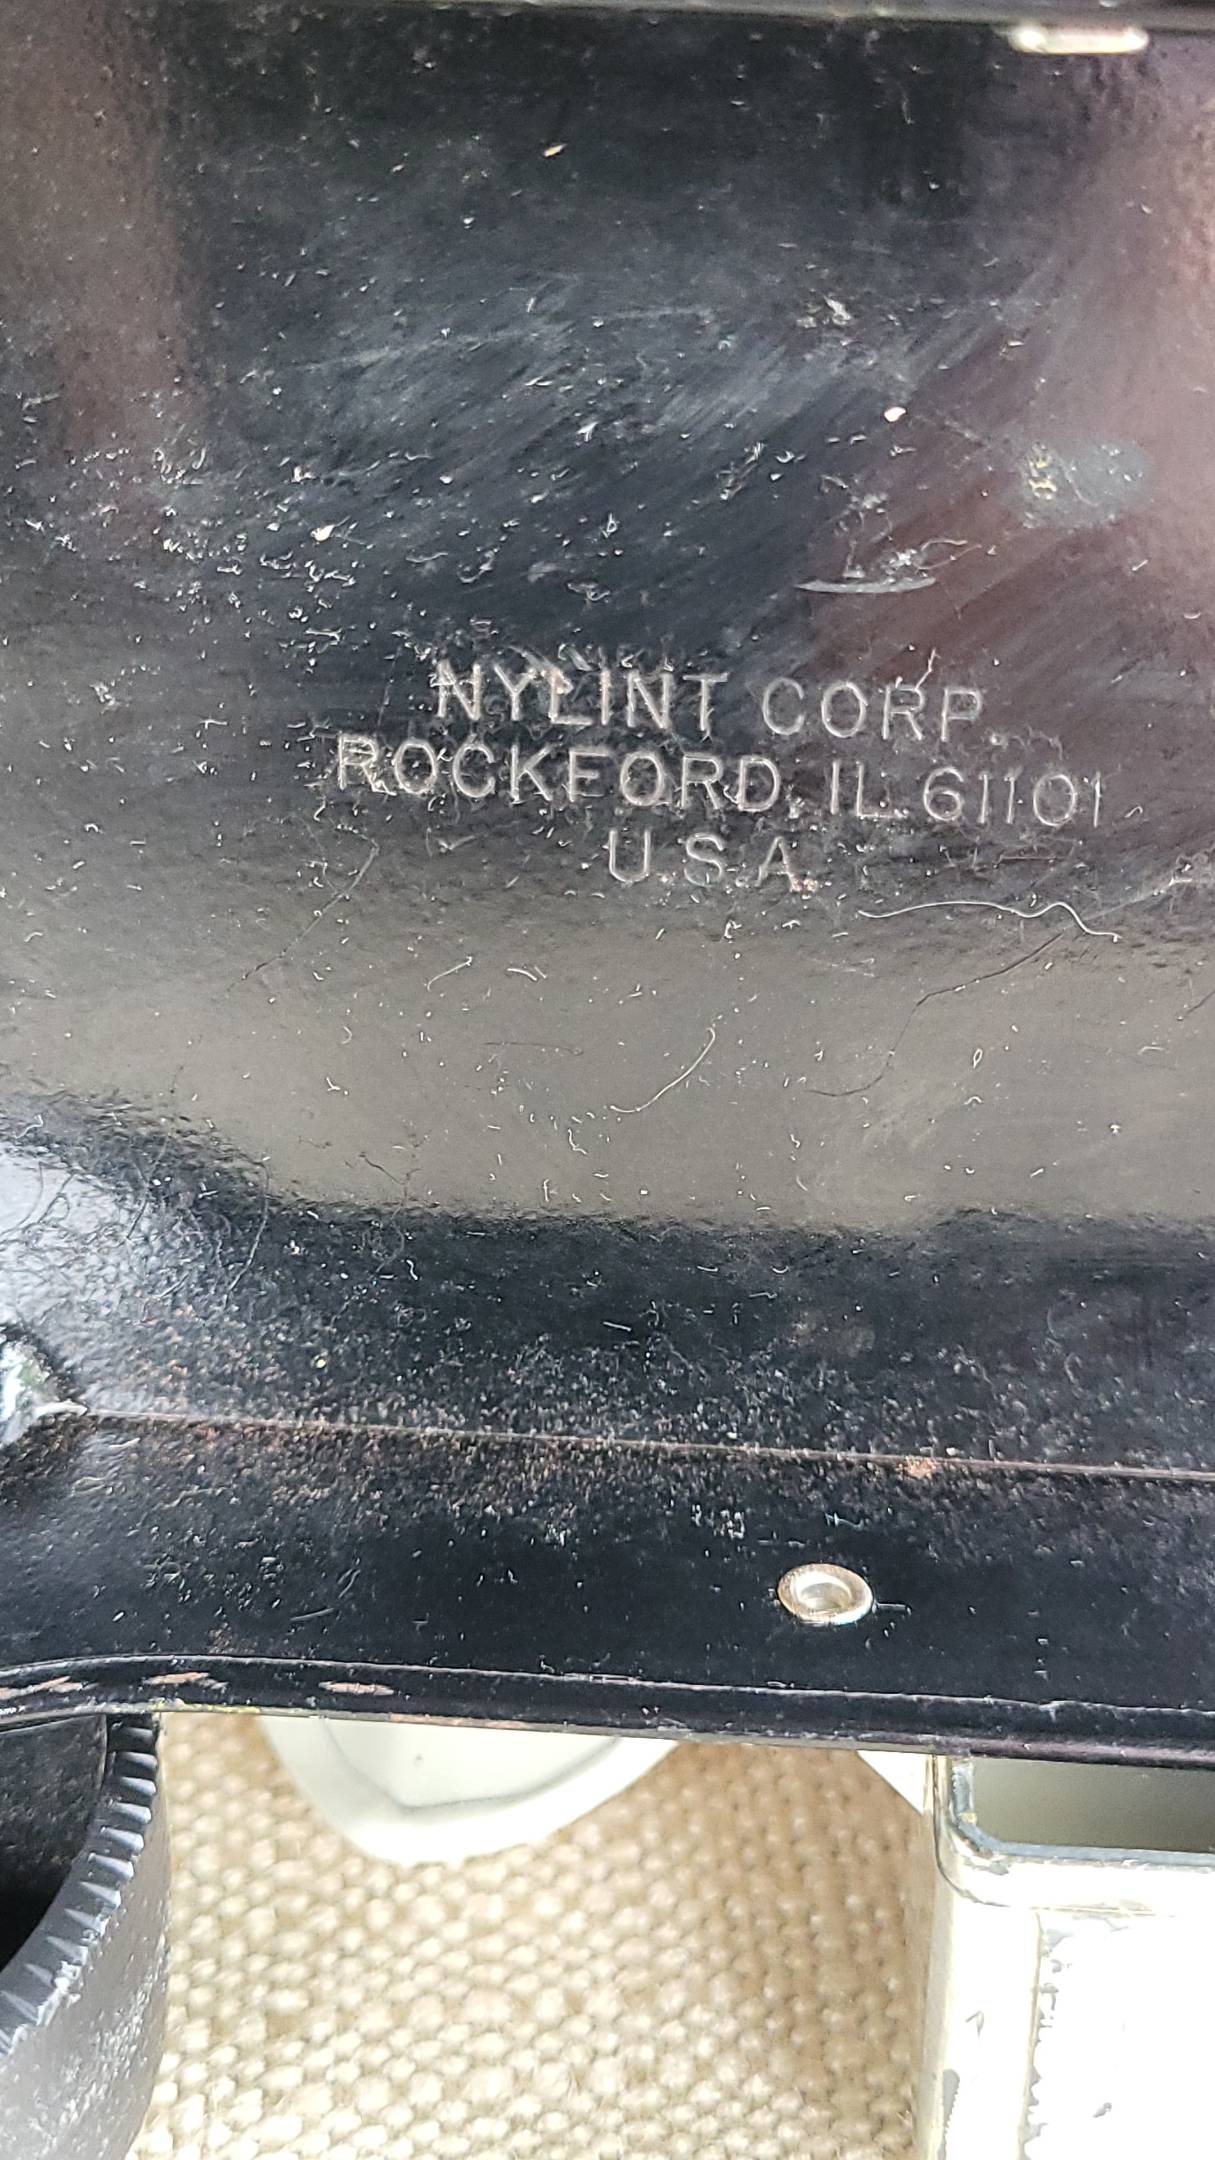 NYLINT CORP.
ROCKFORD, IL. 61101
U.S.A.